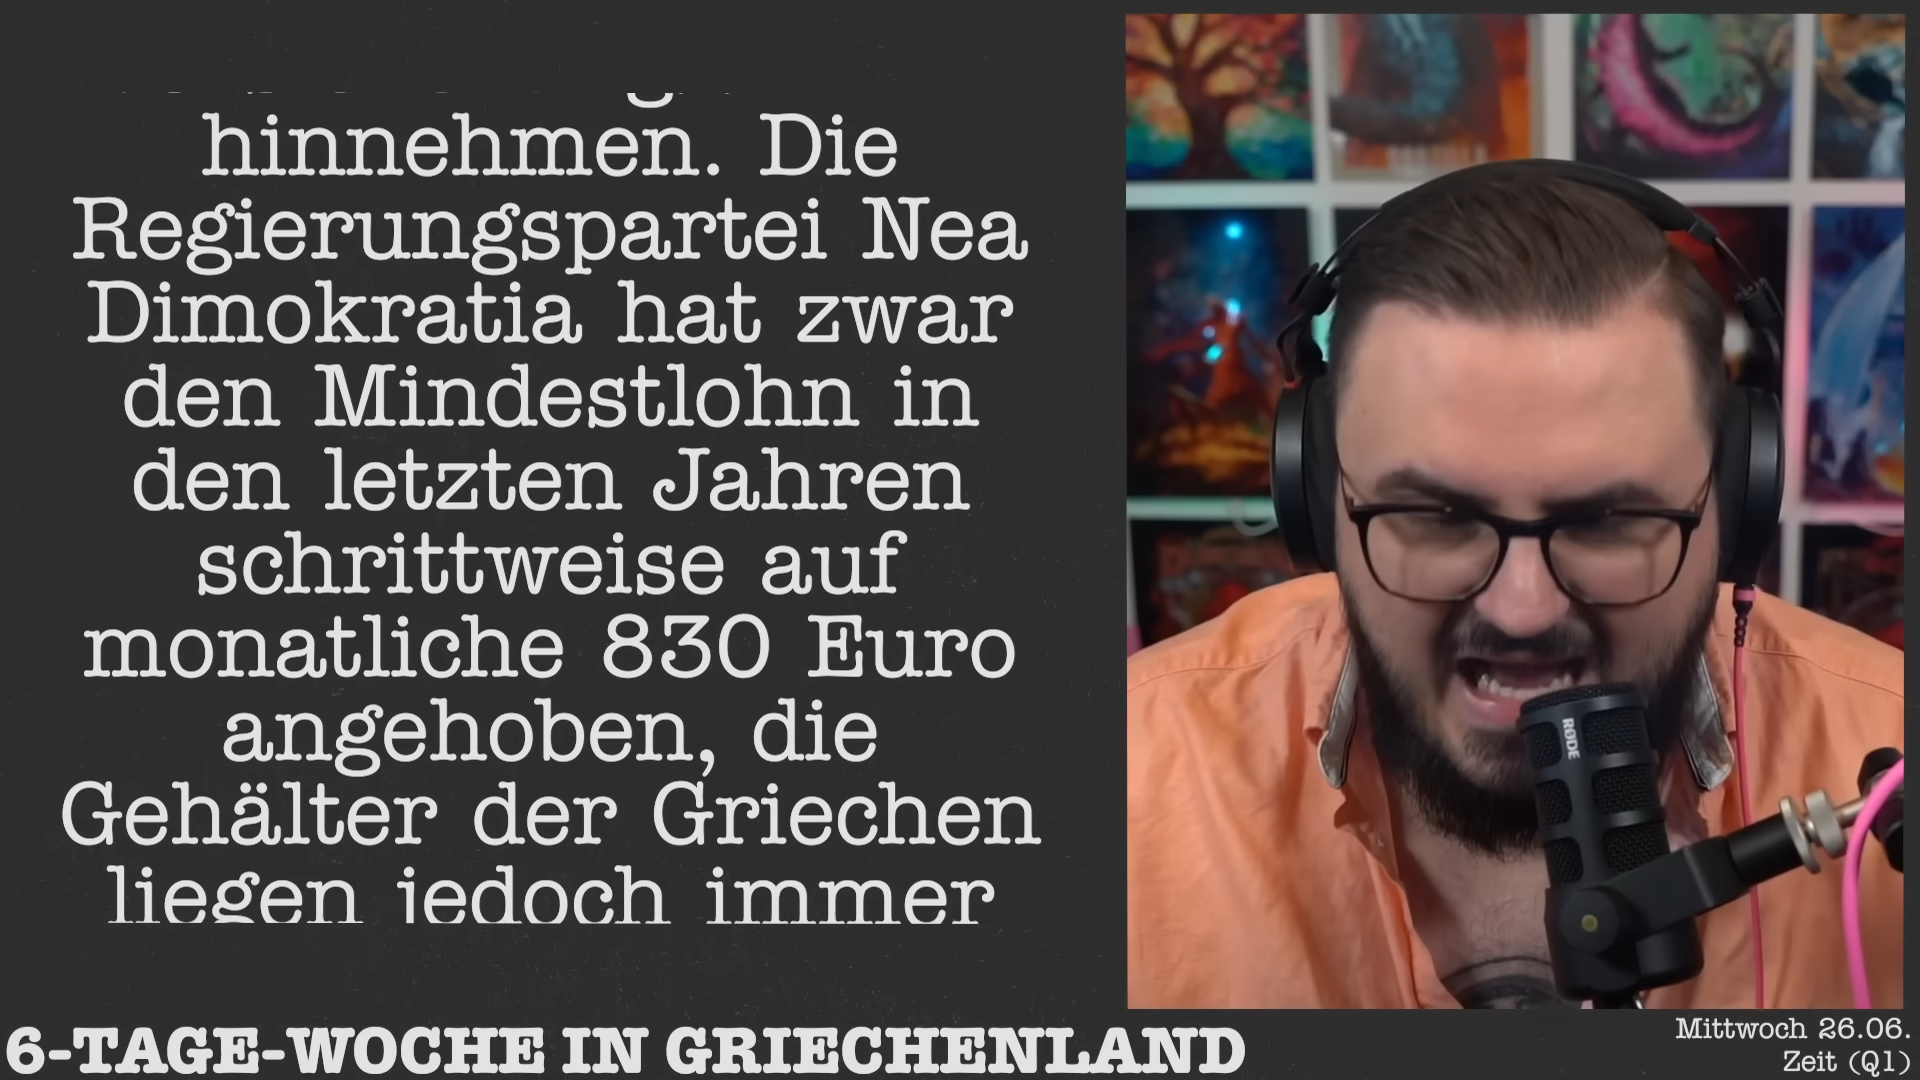 hinnehmen. Die
Regierungspartei Nea
Dimokratia hat zwar
den Mindestlohn in
den letzten Jahren
schrittweise auf
monatliche 830 Euro
angehoben, die
Gehälter der Griechen
liegen jedoch immer
6-TAGE-WOCHE IN GRIECHENLAND
RØDE
Mittwoch 26.06.
Zeit (Q1)